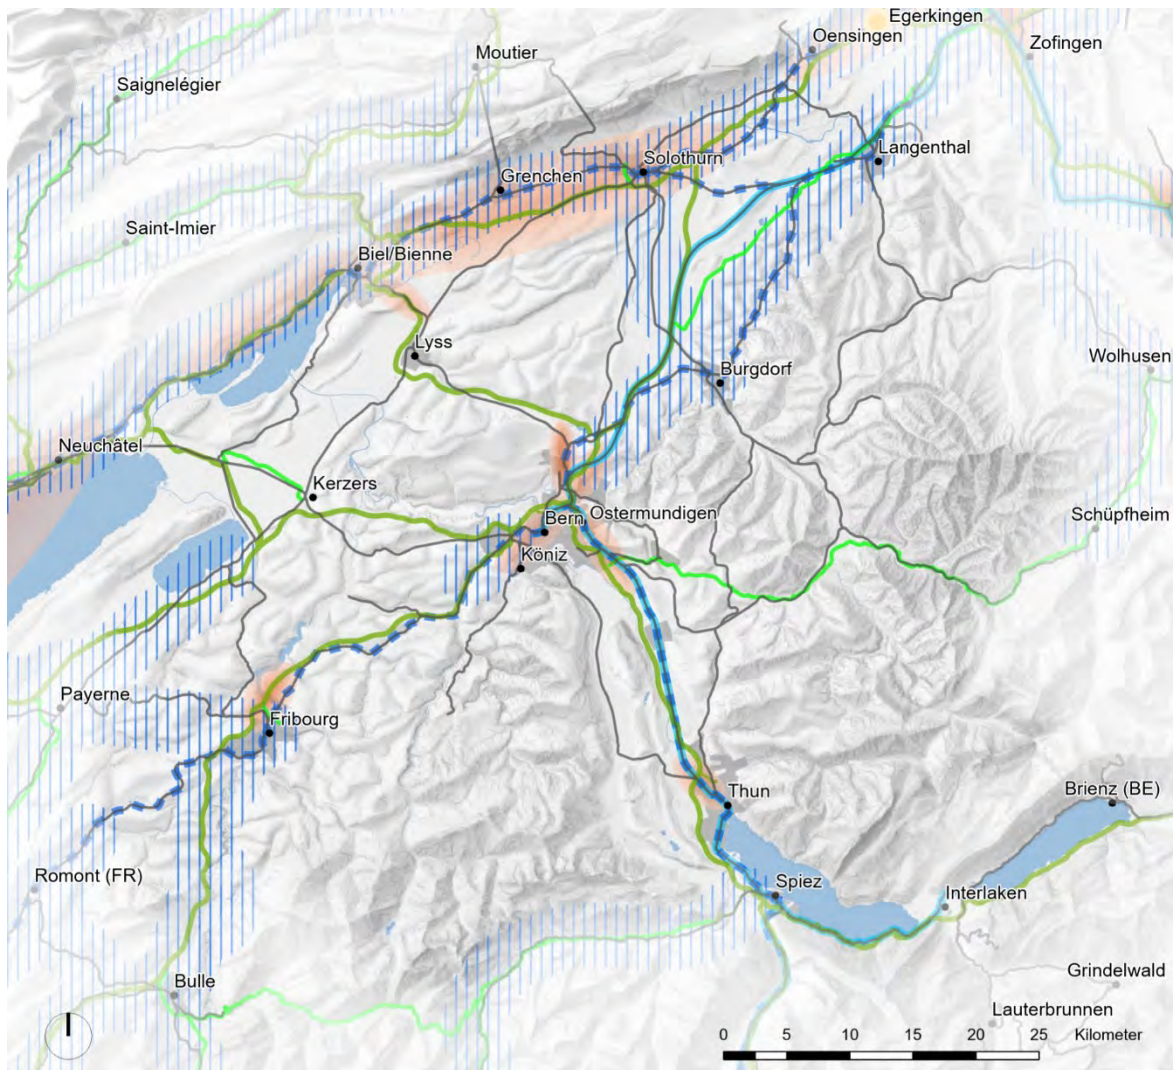 Egerkingen
Oensingen
Zofingen
Moutier
Saignelégier
Langenthal
Solothurn
Grenchen
Saint-Imier
Biel/Bienne
Lyss
Wolhusen
Burgdorf
Neuchâtel
Kerzers
Ostermundigen
Schüpfheim
Bern
Köniz
Payerne
Fribourg
Thun
Brienz (BE)
Romont (FR)
Spiez
Interlaken
Grindelwald
Bulle
Lauterbrunnen
0 5 10 15 20 25 Kilometer